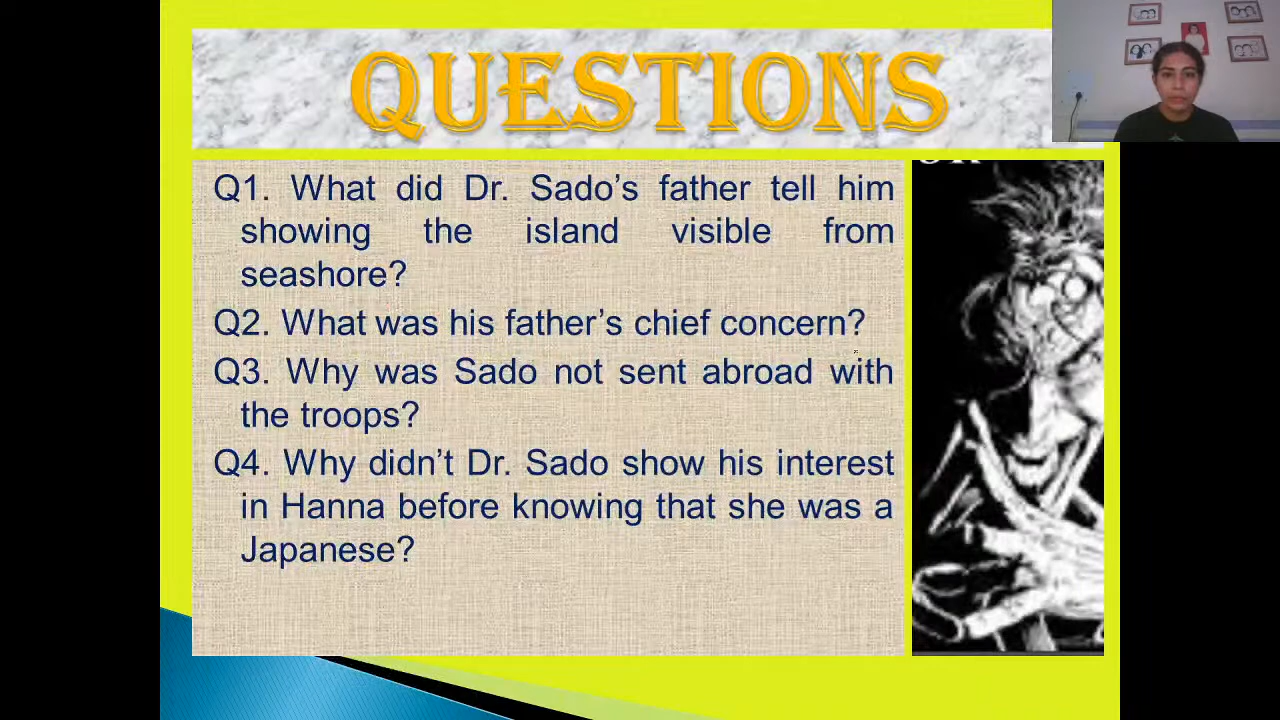 QUESTIONS
Q1. What did Dr. Sado’s father tell him
showing the island visible from
seashore?
Q2. What was his father’s chief concern?
Q3. Why was Sado not sent abroad with
the troops?
Q4. Why didn’t Dr. Sado show his interest
in Hanna before knowing that she was a
Japanese?